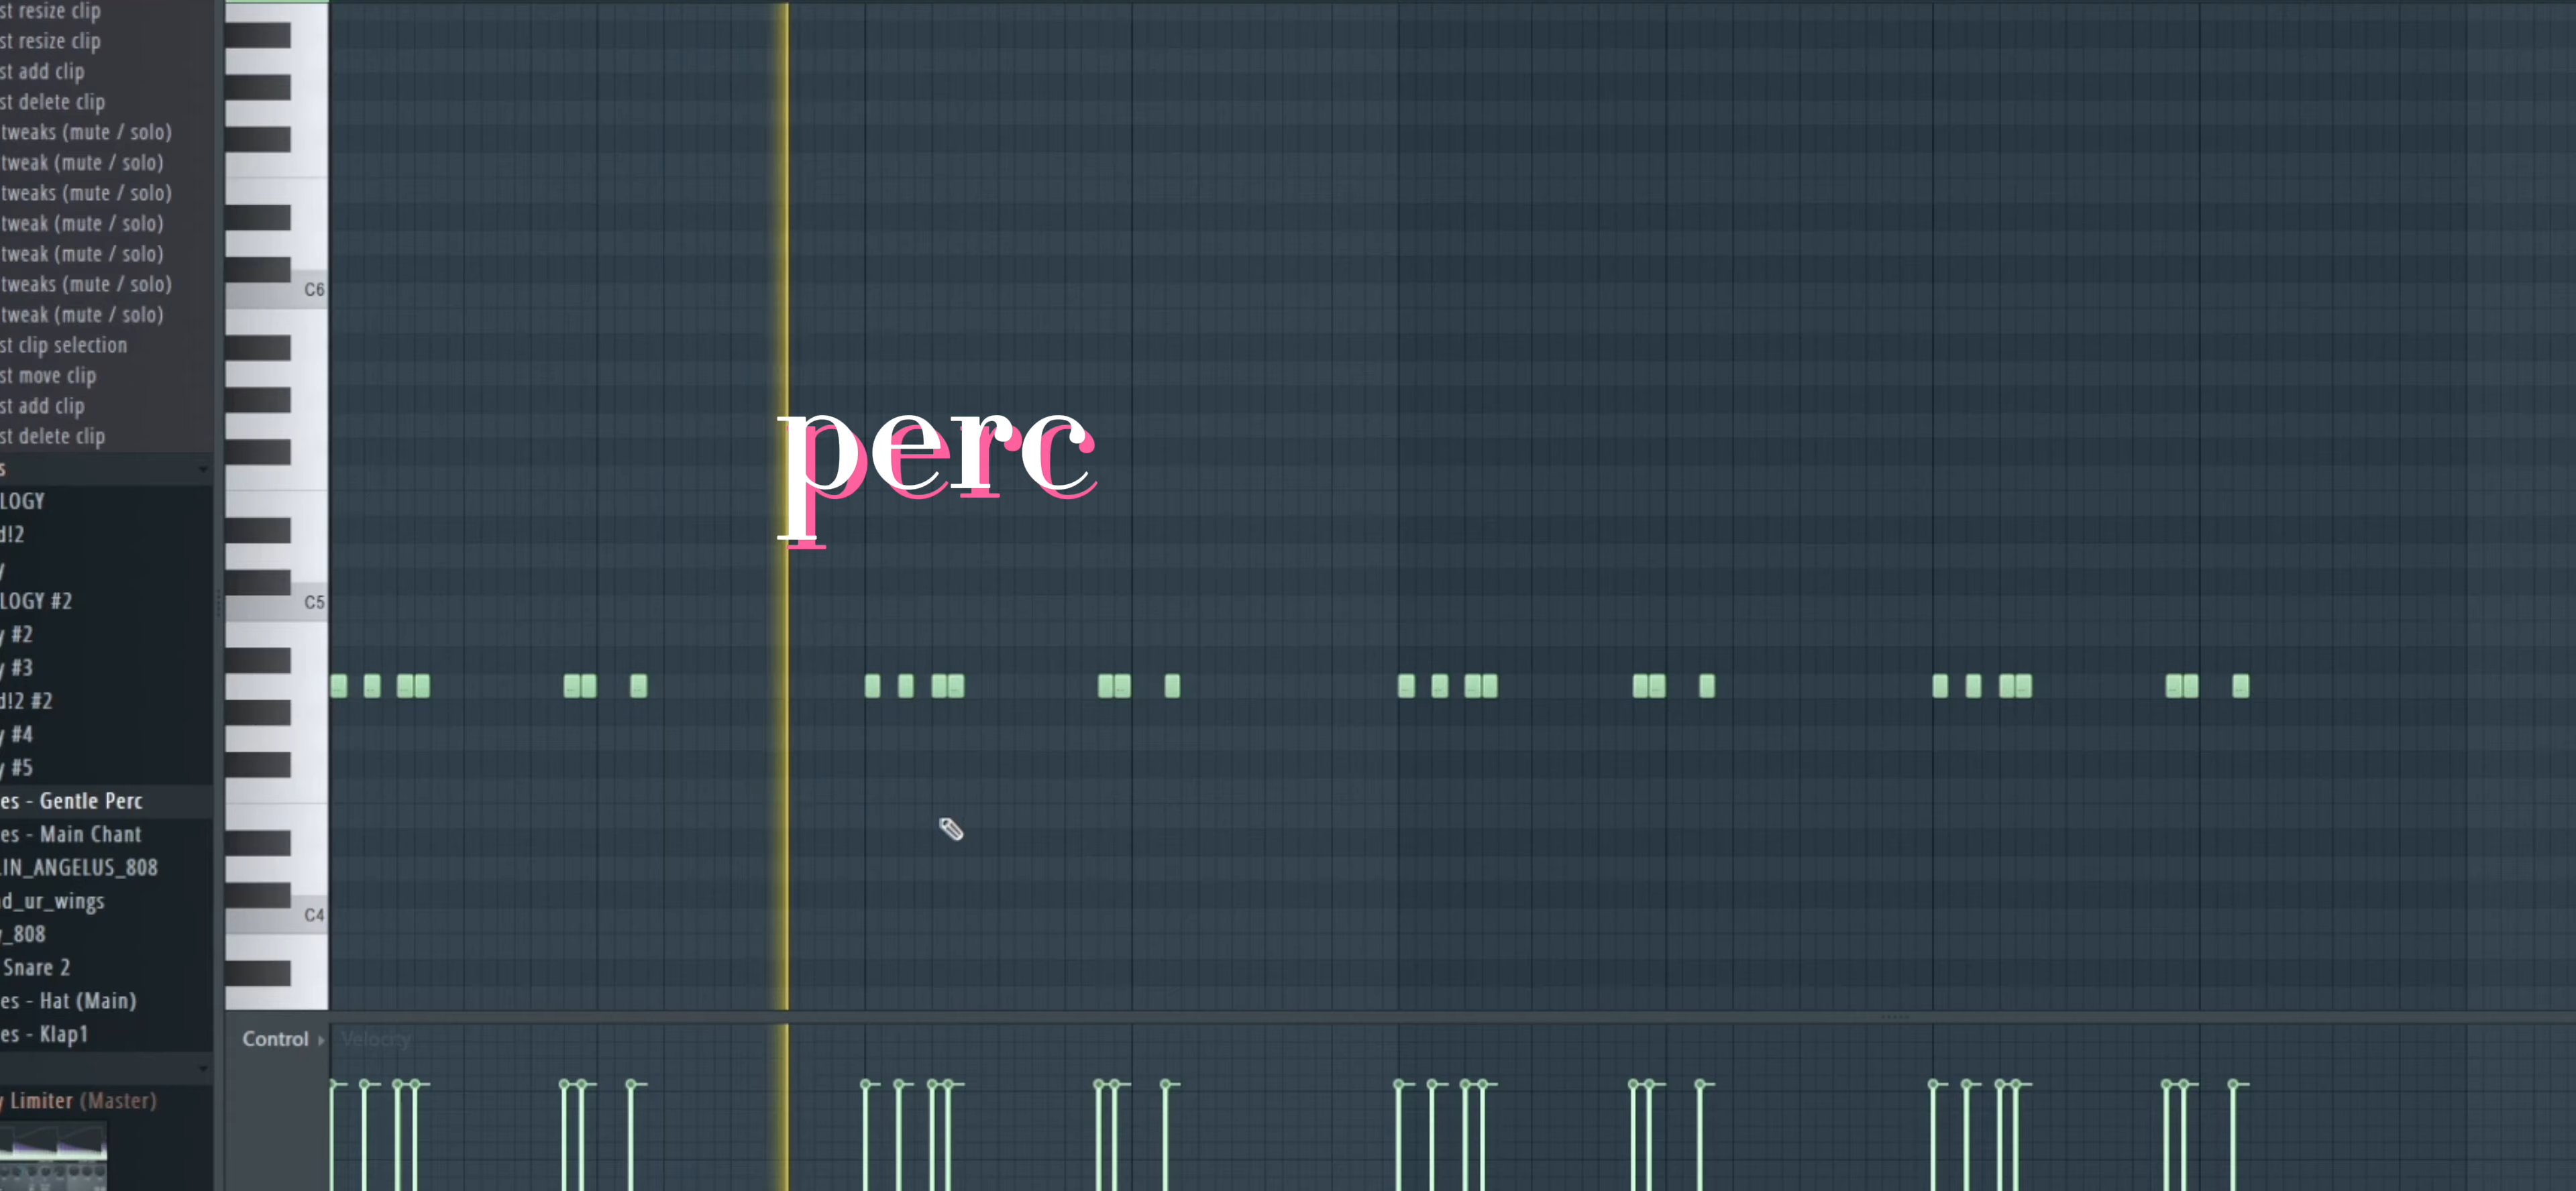 st resize clip
st resize clip
st add clip
st delete clip
tweaks (mute / solo)
tweak (mute / solo)
tweaks (mute / solo)
tweak (mute / solo)
tweak (mute / solo)
tweaks (mute / solo)
tweak (mute / solo)
st clip selection
st move clip
st add clip
st delete clip
s
LOGY
d!2
y
LOGY #2
y #2
y #3
d!2 #2
y #4
y #5
es - Gentle Perc
es - Main Chant
LIN_ANGELUS_808
d_ur_wings
_808
Snare 2
es - Hat (Main)
es - Klap1
y Limiter (Master)
C6
C5
C4
perc
Control
Velocity